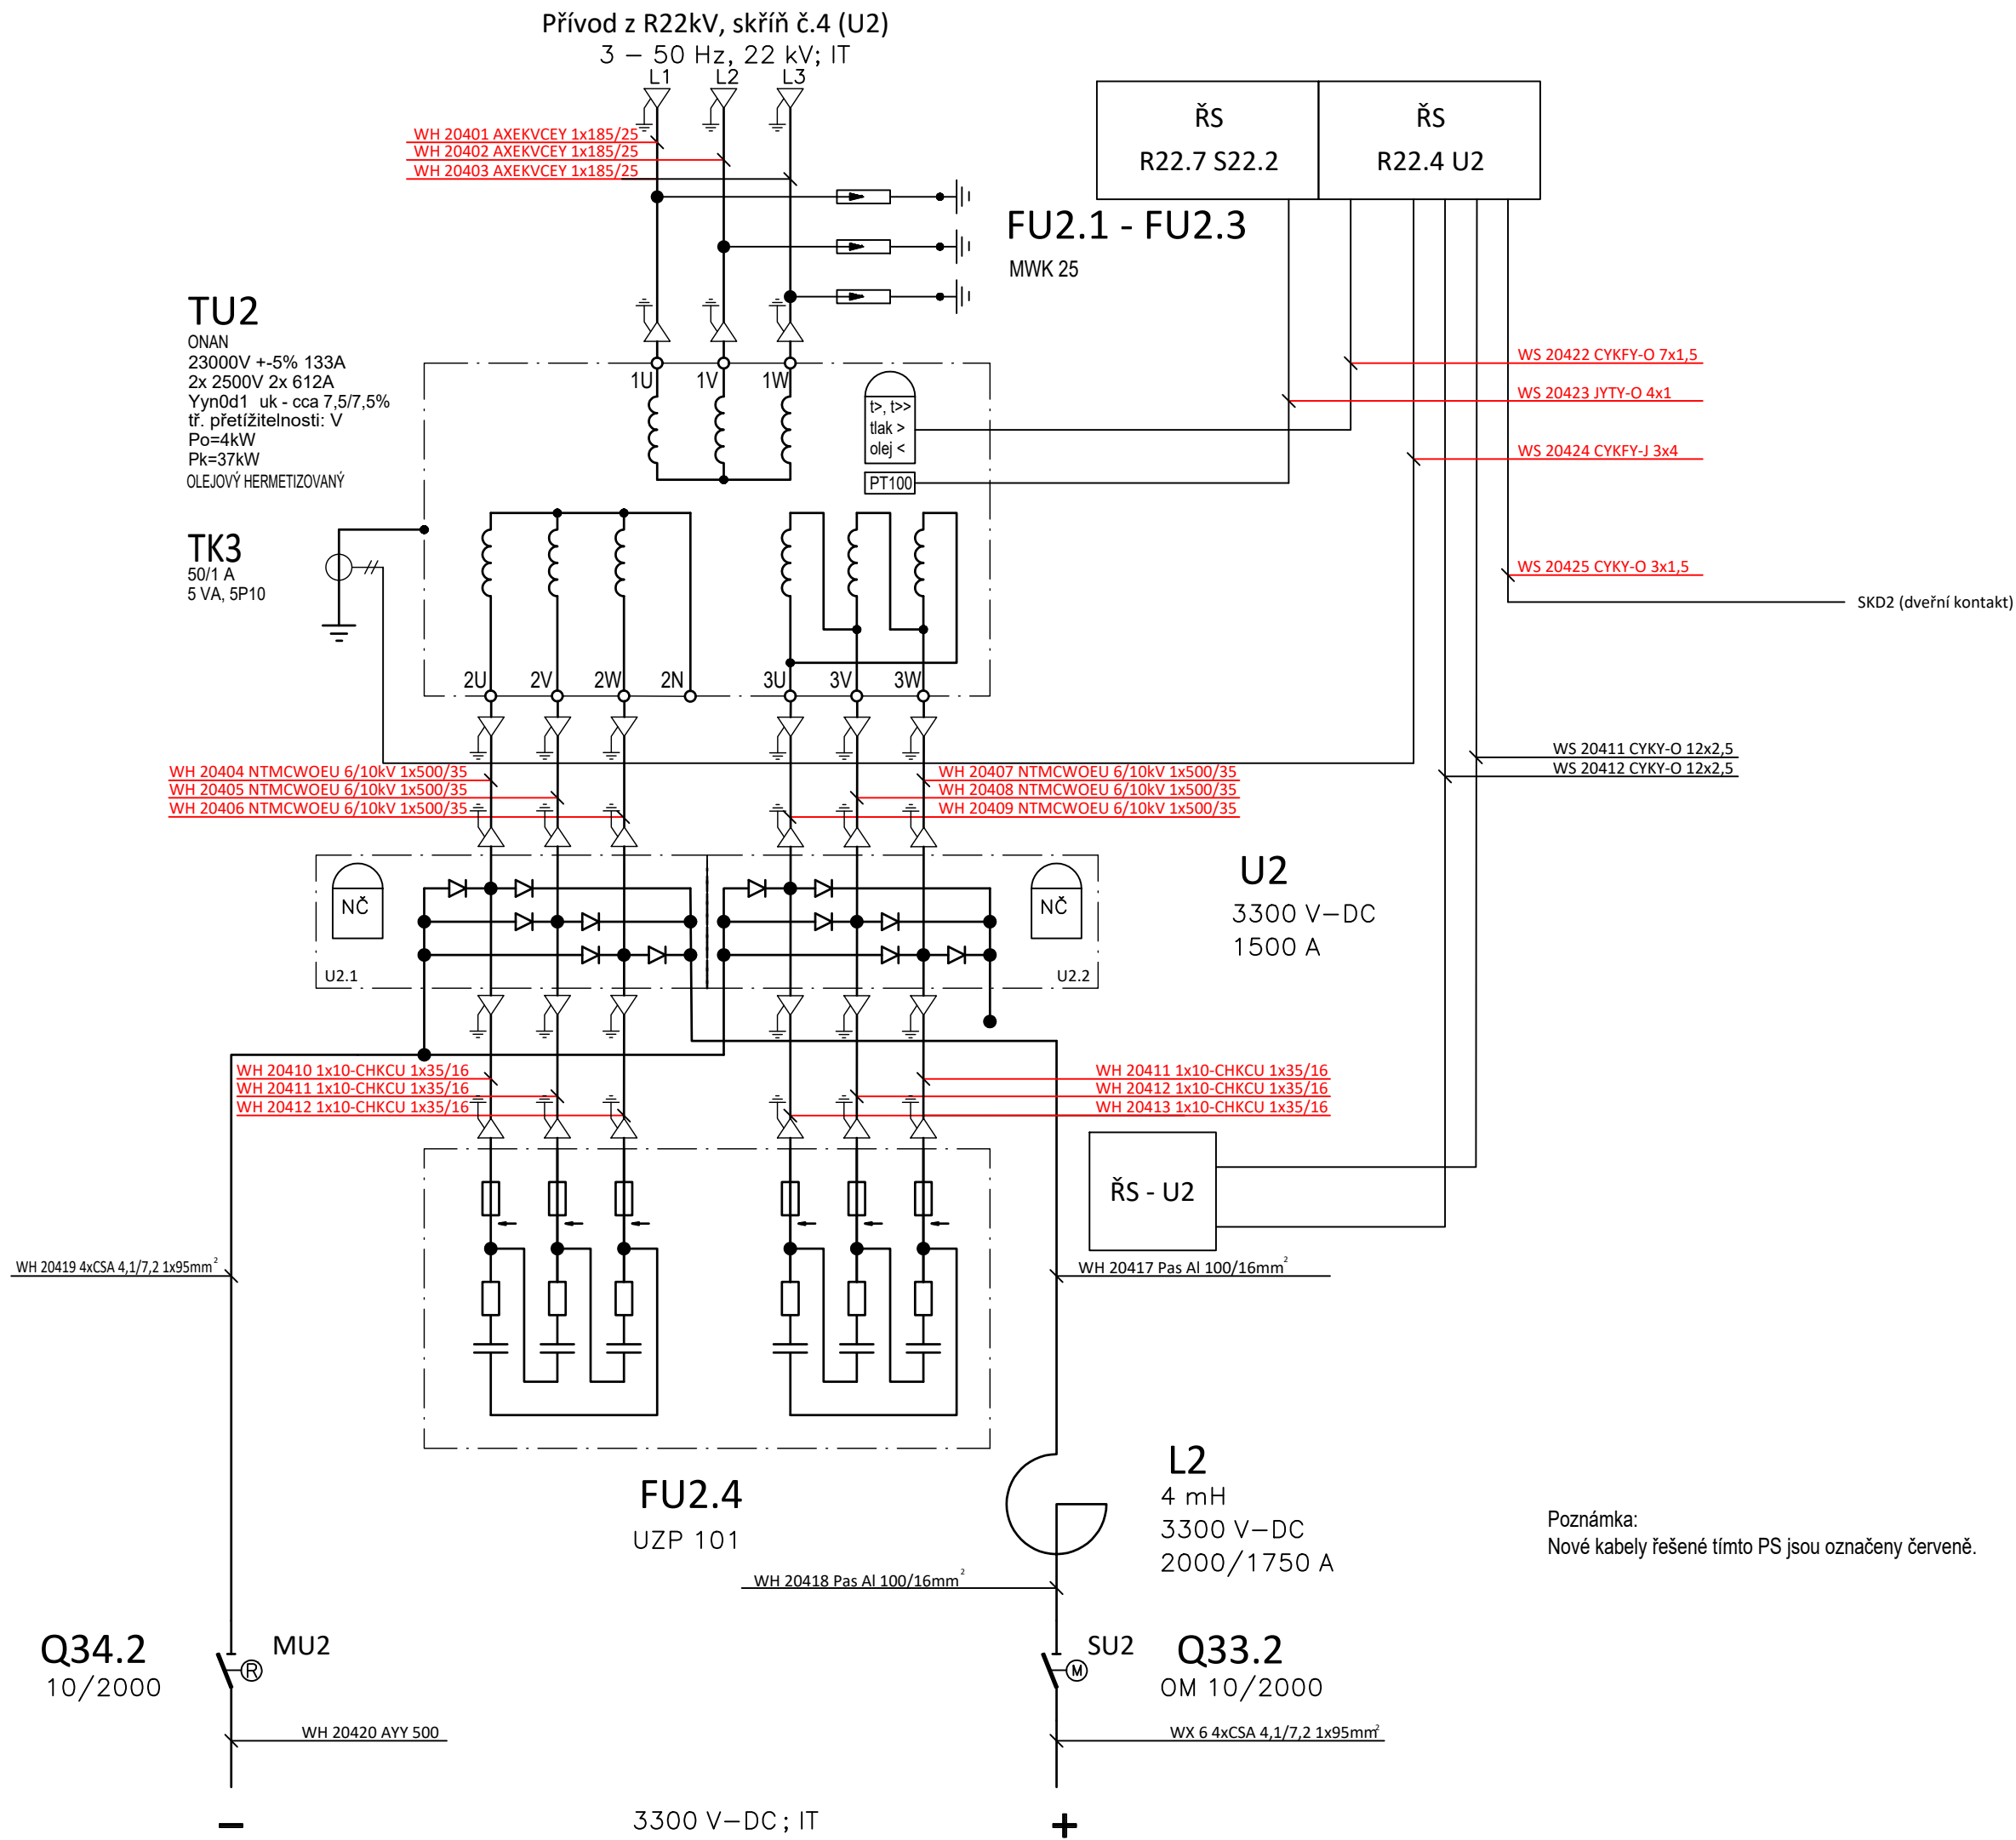 Přívod z R22kV, skříň č.4 (U2)
3 – 50 Hz, 22 kV; IT
L1 L2 L3
WH 20401 AXEKVCEY 1x185/25
WH 20402 AXEKVCEY 1x185/25
WH 20403 AXEKVCEY 1x185/25
ŘS
R22.7 S22.2
ŘS
R22.4 U2
FU2.1 - FU2.3
MWK 25
TU2
ONAN
23000V +-5% 133A
2x 2500V 2x 612A
Yyn0d1 uk - cca 7,5/7,5%
tř. přetížitelnosti: V
Po=4kW
Pk=37kW
OLEJOVÝ HERMETIZOVANÝ
1U 1V 1W
t>, t>>
tlak >
olej <
PT100
WS 20422 CYKFY-O 7x1,5
WS 20423 JYTY-O 4x1
WS 20424 CYKFY-J 3x4
WS 20425 CYKY-O 3x1,5
SKD2 (dveřní kontakt)
TK3
50/1 A
5 VA, 5P10
2U 2V 2W 2N 3U 3V 3W
WS 20411 CYKY-O 12x2,5
WS 20412 CYKY-O 12x2,5
WH 20404 NTMCWOEU 6/10kV 1x500/35
WH 20405 NTMCWOEU 6/10kV 1x500/35
WH 20406 NTMCWOEU 6/10kV 1x500/35
WH 20407 NTMCWOEU 6/10kV 1x500/35
WH 20408 NTMCWOEU 6/10kV 1x500/35
WH 20409 NTMCWOEU 6/10kV 1x500/35
NČ
U2.1
NČ
U2.2
U2
3300 V–DC
1500 A
WH 20410 1x10-CHKCU 1x35/16
WH 20411 1x10-CHKCU 1x35/16
WH 20412 1x10-CHKCU 1x35/16
WH 20411 1x10-CHKCU 1x35/16
WH 20412 1x10-CHKCU 1x35/16
WH 20413 1x10-CHKCU 1x35/16
ŘS - U2
WH 20419 4xCSA 4,1/7,2 1x95mm²
WH 20417 Pas Al 100/16mm²
FU2.4
UZP 101
L2
4 mH
3300 V–DC
2000/1750 A
WH 20418 Pas Al 100/16mm²
Poznámka:
Nové kabely řešené tímto PS jsou označeny červeně.
Q34.2
10/2000
MU2
R
SU2
M
Q33.2
OM 10/2000
WH 20420 AYY 500
WX 6 4xCSA 4,1/7,2 1x95mm²
– 3300 V–DC; IT +